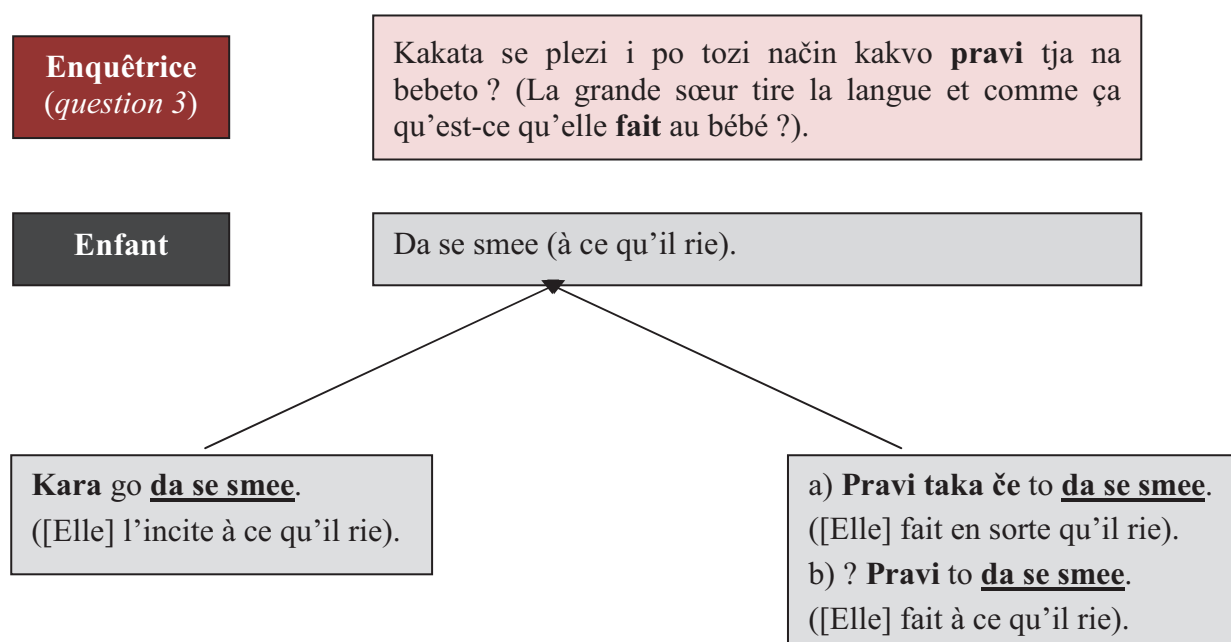 Enquêtrice
(question 3)
Kakata se plezi i po tozi način kakvo pravi tja na
bebeto ? (La grande sœur tire la langue et comme ça
qu’est-ce qu’elle fait au bébé ?).
Enfant
Da se smee (à ce qu’il rie).
Kara go da se smee.
([Elle] l’incite à ce qu’il rie).
a) Pravi taka če to da se smee.
([Elle] fait en sorte qu’il rie).
b) ? Pravi to da se smee.
([Elle] fait à ce qu’il rie).